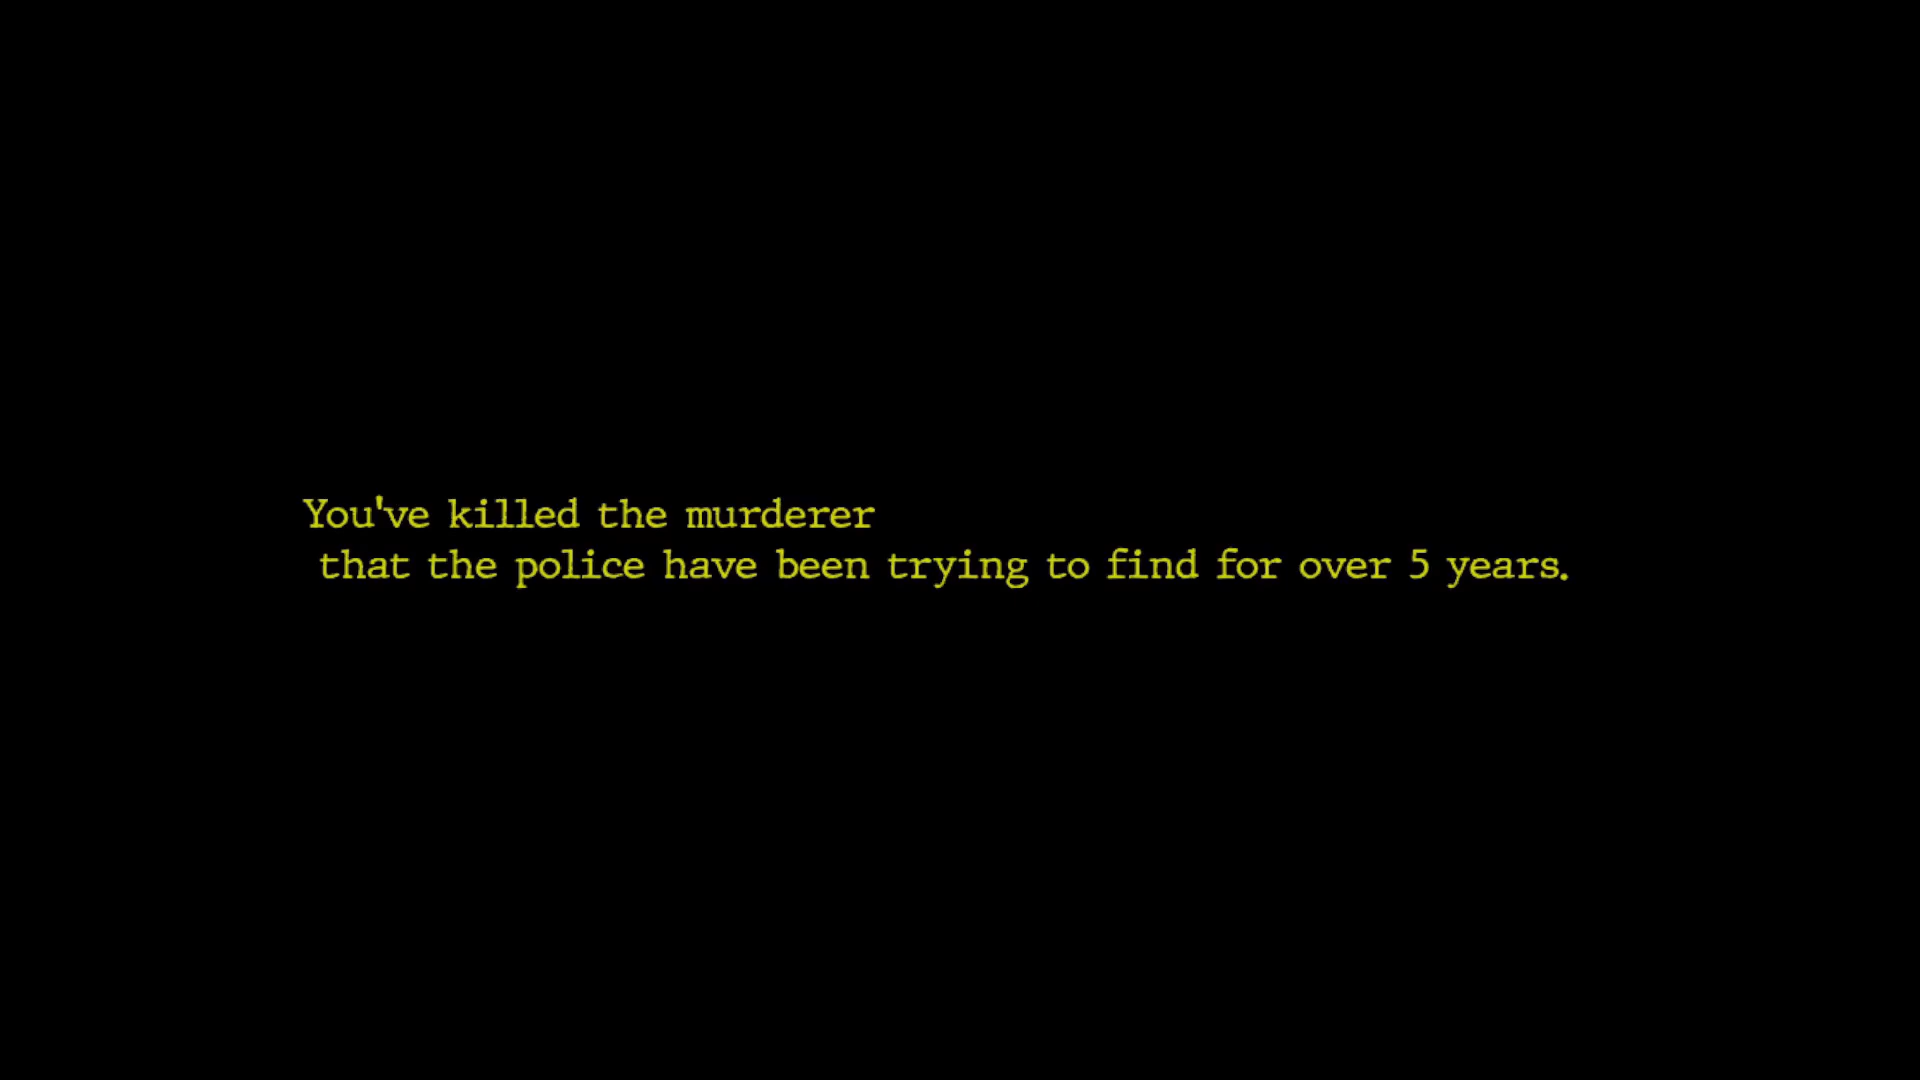 You've killed the murderer
that the police have been trying to find for over 5 years.